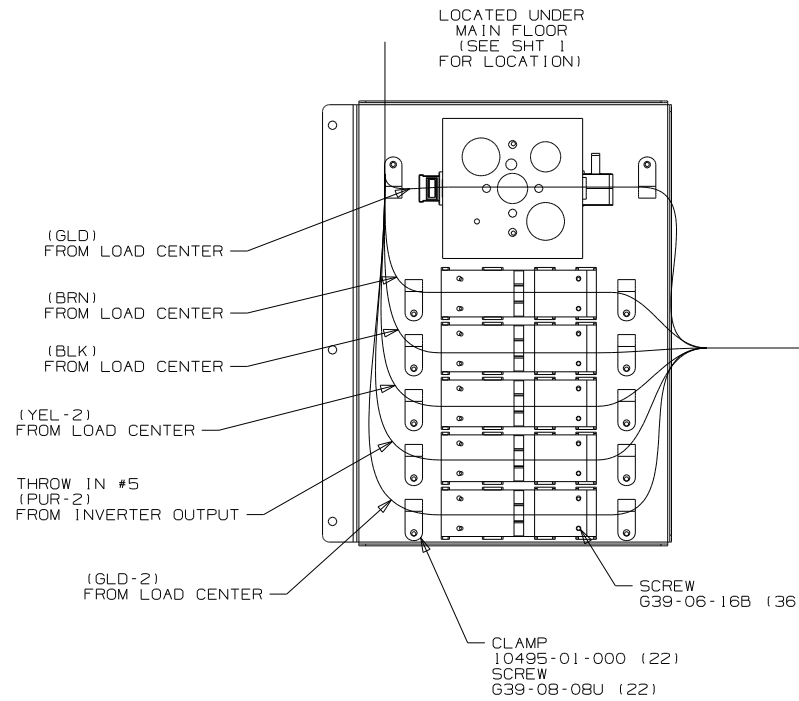 LOCATED UNDER
MAIN FLOOR
(SEE SHT 1
FOR LOCATION)
(GLD)
FROM LOAD CENTER
(BRN)
FROM LOAD CENTER
(BLK)
FROM LOAD CENTER
(YEL-2)
FROM LOAD CENTER
THROW IN #5
(PUR-2)
FROM INVERTER OUTPUT
(GLD-2)
FROM LOAD CENTER
SCREW
G39-06-16B (36
CLAMP
10495-01-000 (22)
SCREW
G39-08-08U (22)